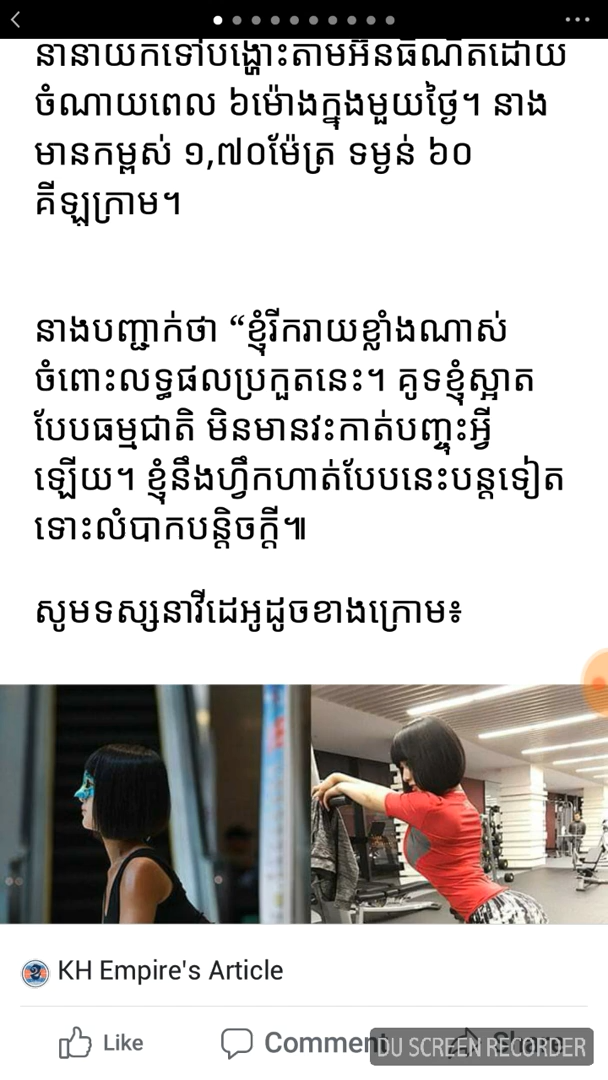 នានាយកទៅបង្ហោះតាមអ៊ីនធឺណិតដោយ
ចំណាយពេល ៦ម៉ោងក្នុងមួយថ្ងៃ។ នាង
មានកម្ពស់ ១,៧០ម៉ែត្រ ទម្ងន់ ៦០
គីឡូក្រាម។
នាងបញ្ជាក់ថា “ខ្ញុំរីករាយខ្លាំងណាស់
ចំពោះលទ្ធផលប្រកួតនេះ។ គូទខ្ញុំស្អាត
បែបធម្មជាតិ មិនមានវះកាត់បញ្ចុះអ្វី
ឡើយ។ ខ្ញុំនឹងហ្វឹកហាត់បែបនេះបន្តទៀត
ទោះលំបាកបន្តិចក្តី៕
សូមទស្សនាវីដេអូដូចខាងក្រោម៖
KH Empire's Article
Like
Comment
Share
DU SCREEN RECORDER